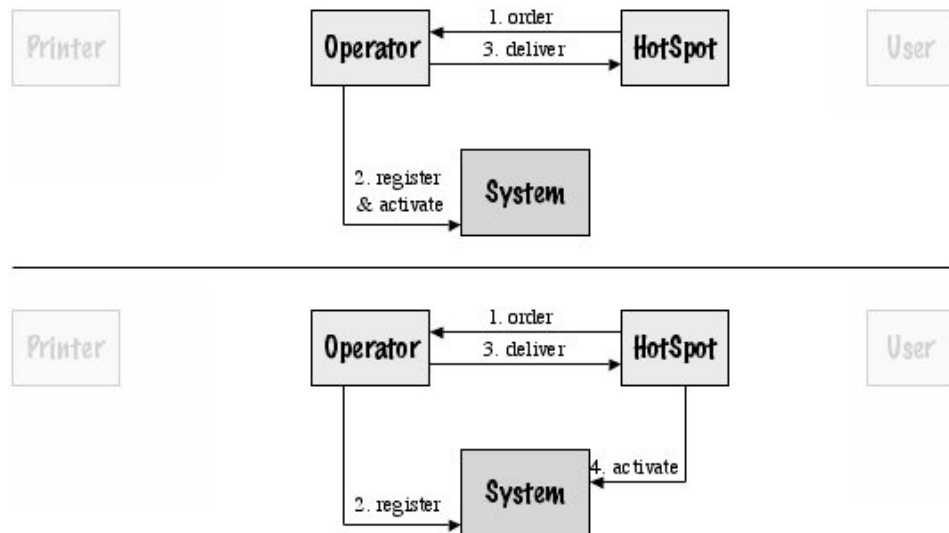 1. order
Printer
Operator
HotSpot
User
3. deliver
2. register
& activate
System
1. order
Printer
Operator
HotSpot
User
3. deliver
4. activate
System
2. register